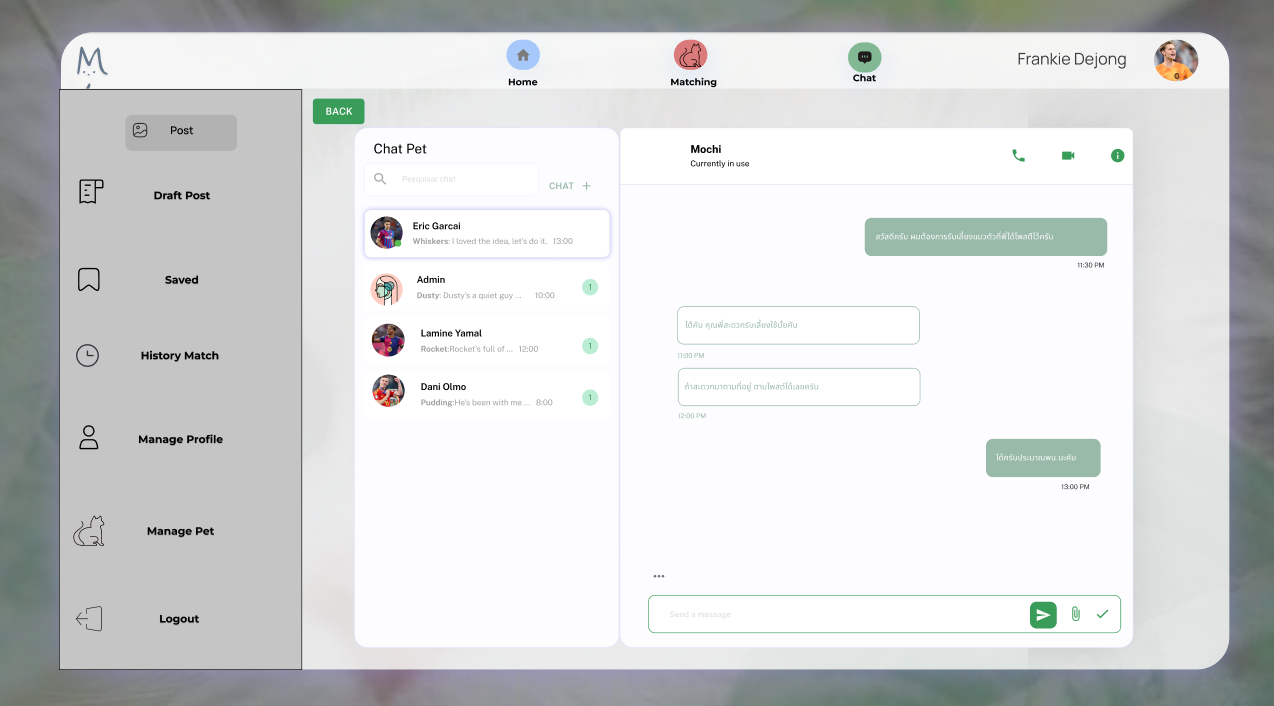 M
Home
Matching
Chat
Frankie Dejong
Post
Draft Post
Saved
History Match
Manage Profile
Manage Pet
Logout
BACK
Chat Pet
Pesquisar chat
CHAT +
Eric Garcai
Whiskers: I loved the idea, let's do it. 13:00
Admin
Dusty: Dusty's a quiet guy ... 10:00
1
Lamine Yamal
Rocket:Rocket's full of ... 12:00
1
Dani Olmo
Pudding:He's been with me ... 8:00
1
Mochi
Currently in use
สวัสดีครับ ผมต้องการรับเลี้ยงแมวตัวที่พี่ได้โพสต์ไว้ครับ
11:30 PM
ได้คับ คุณพี่สะดวกรับเลี้ยงใช้มั้ยคับ
11:00 PM
ถ้าสะดวกมาตามที่อยู่ ตามโพสต์ได้เลยครับ
12:00 PM
ได้ครับประมาณพน.นะคับ
13:00 PM
Send a message